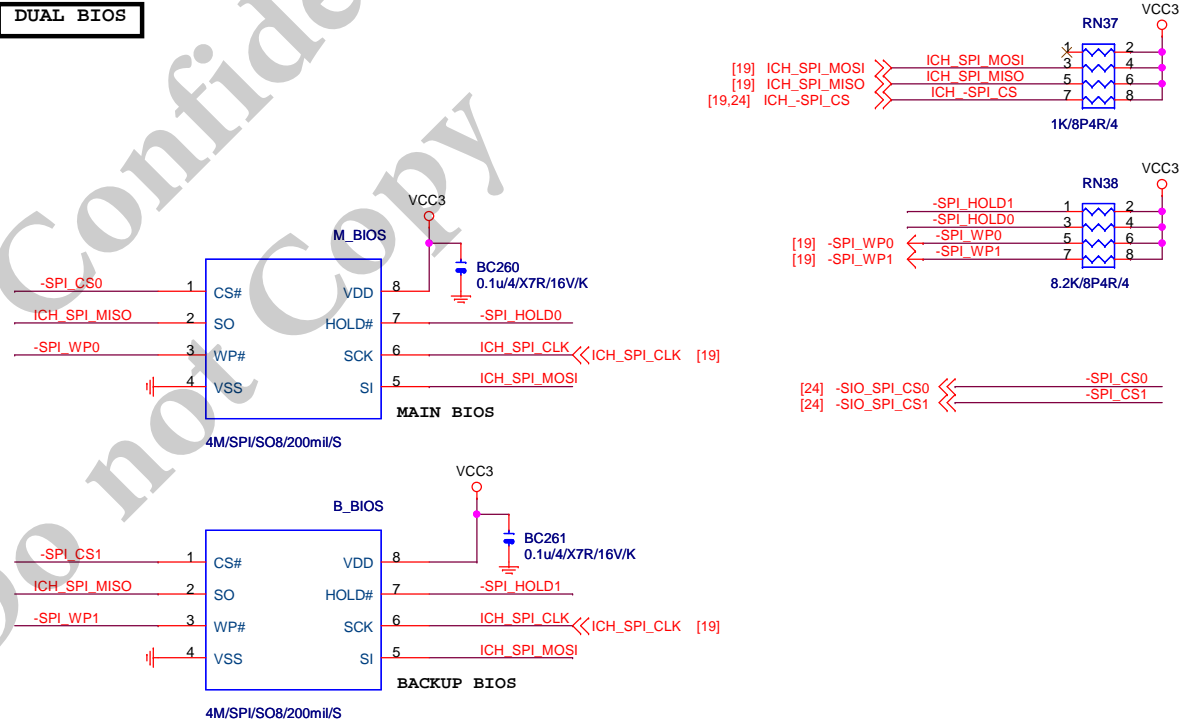 DUAL BIOS
Confide
Do not Copy
VCC3
RN37
[19] ICH_SPI_MOSI ICH_SPI_MOSI 1 2
[19] ICH_SPI_MISO ICH_SPI_MISO 3 4
[19,24] ICH_-SPI_CS ICH_-SPI_CS 5 6
7 8
1K/8P4R/4
VCC3
RN38
-SPI_HOLD1 1 2
-SPI_HOLD0 3 4
[19] -SPI_WP0 -SPI_WP0 5 6
[19] -SPI_WP1 -SPI_WP1 7 8
8.2K/8P4R/4
[24] -SIO_SPI_CS0 -SPI_CS0
[24] -SIO_SPI_CS1 -SPI_CS1
VCC3
M_BIOS
BC260
0.1u/4/X7R/16V/K
-SPI_CS0 1 CS# VDD 8
ICH_SPI_MISO 2 SO HOLD# 7 -SPI_HOLD0
-SPI_WP0 3 WP# SCK 6 ICH_SPI_CLK ICH_SPI_CLK [19]
4 VSS SI 5 ICH_SPI_MOSI
MAIN BIOS
4M/SPI/SO8/200mil/S
VCC3
B_BIOS
BC261
0.1u/4/X7R/16V/K
-SPI_CS1 1 CS# VDD 8
ICH_SPI_MISO 2 SO HOLD# 7 -SPI_HOLD1
-SPI_WP1 3 WP# SCK 6 ICH_SPI_CLK ICH_SPI_CLK [19]
4 VSS SI 5 ICH_SPI_MOSI
BACKUP BIOS
4M/SPI/SO8/200mil/S